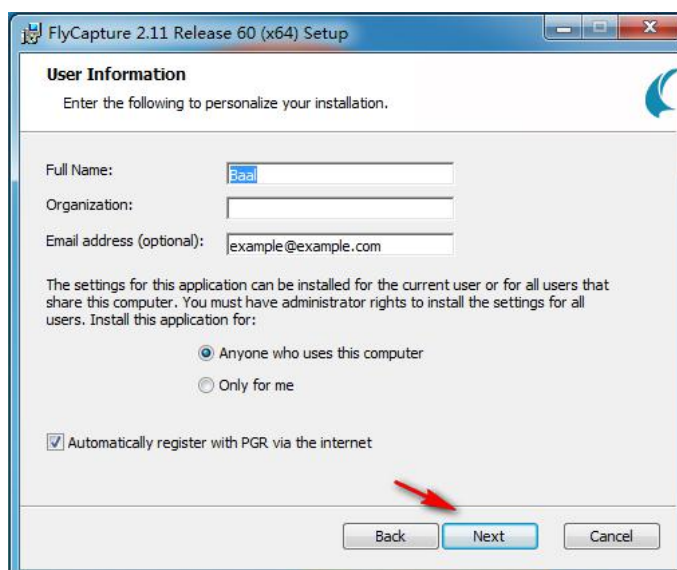 FlyCapture 2.11 Release 60 (x64) Setup
User Information
Enter the following to personalize your installation.
Full Name:
Baal
Organization:
Email address (optional):
example@example.com
The settings for this application can be installed for the current user or for all users that
share this computer. You must have administrator rights to install the settings for all
users. Install this application for:
Anyone who uses this computer
Only for me
Automatically register with PGR via the internet
Back
Next
Cancel